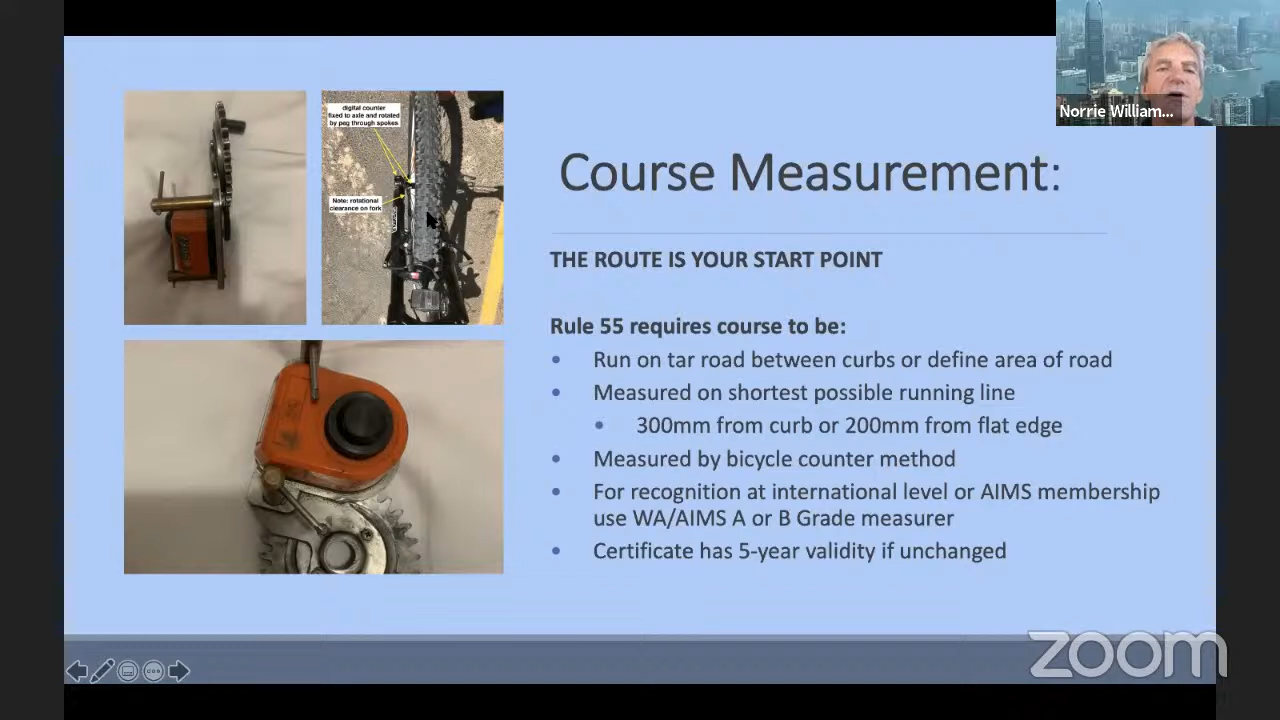 digital counter
fixed to axle and rotated
by peg through spokes
Note: rotational
clearance on fork
Norrie William...
Course Measurement:
THE ROUTE IS YOUR START POINT
Rule 55 requires course to be:
• Run on tar road between curbs or define area of road
• Measured on shortest possible running line
• 300mm from curb or 200mm from flat edge
• Measured by bicycle counter method
• For recognition at international level or AIMS membership
use WA/AIMS A or B Grade measurer
• Certificate has 5-year validity if unchanged
zoom